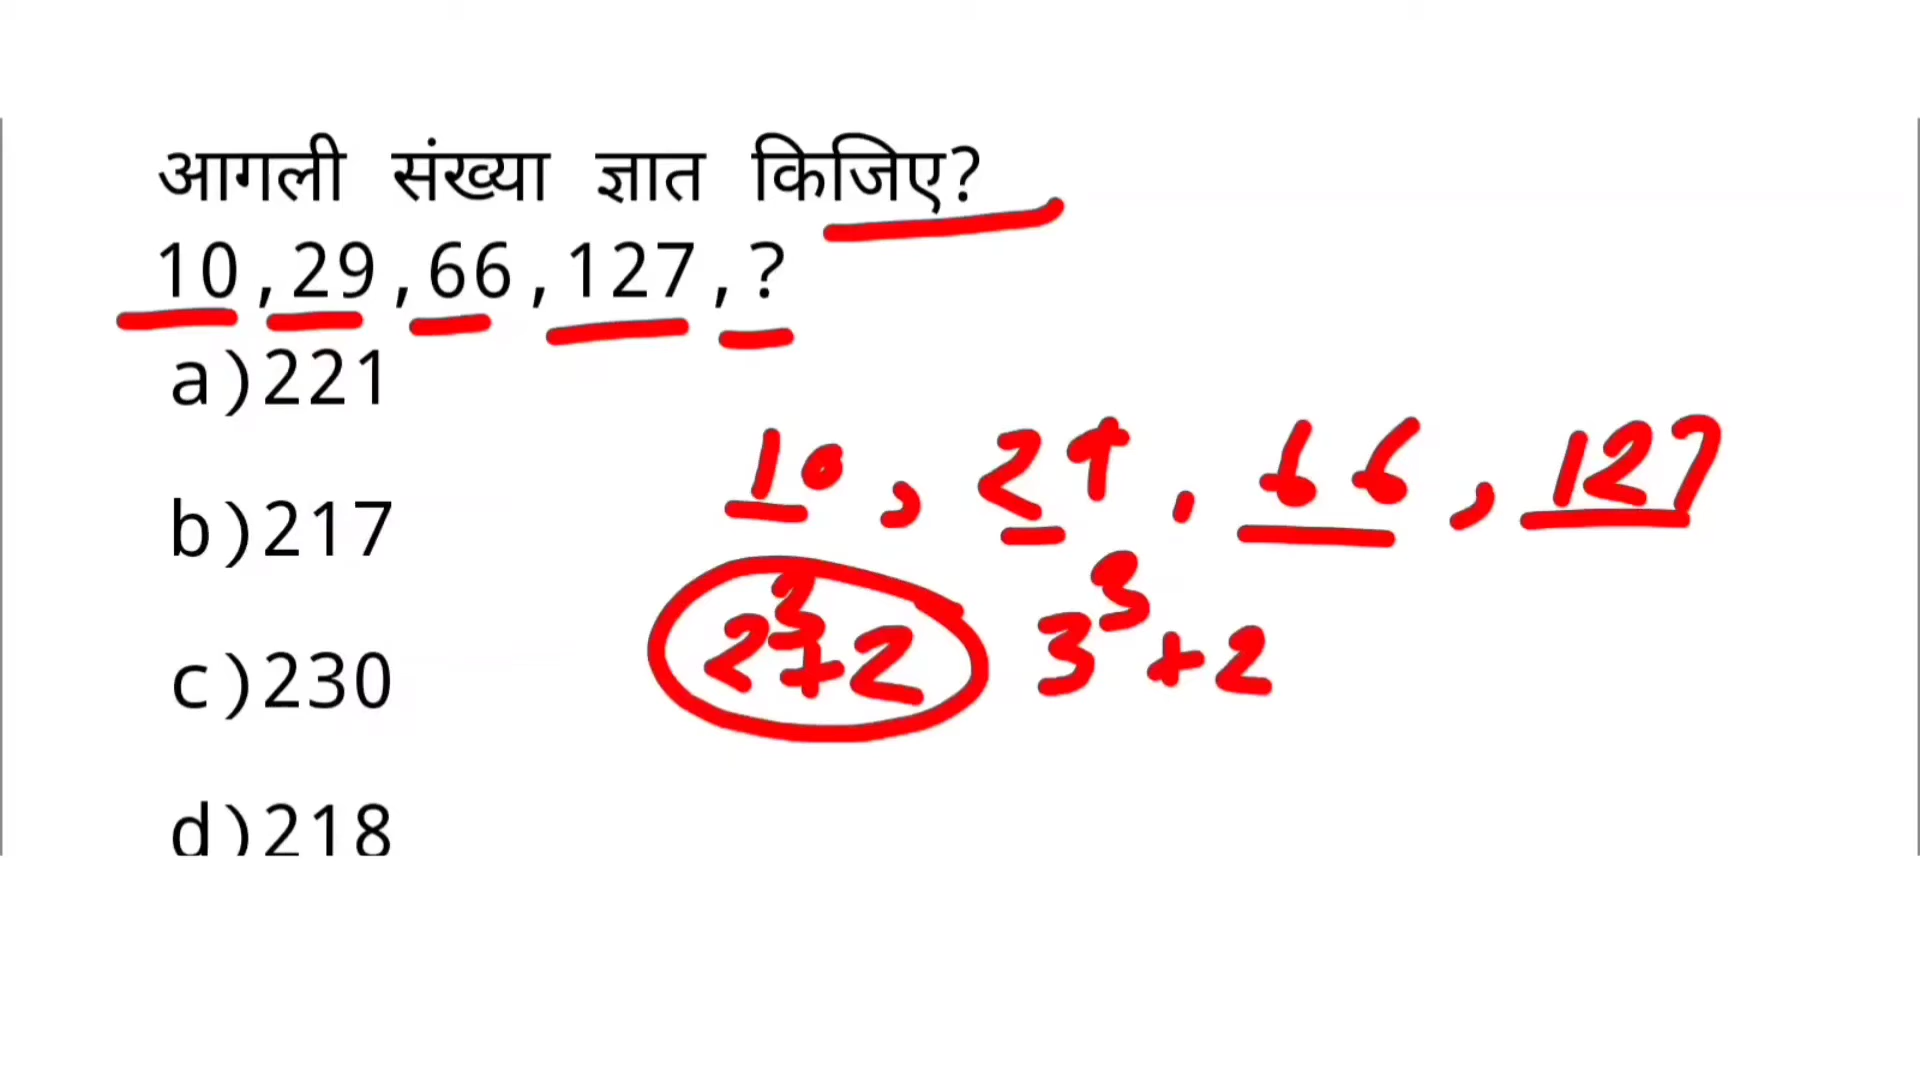 आगली संख्या ज्ञात किजिए?
10,29,66,127,?
a)221
b)217
c)230
d)218
10, 29, 66, 127
2³+2 3³+2